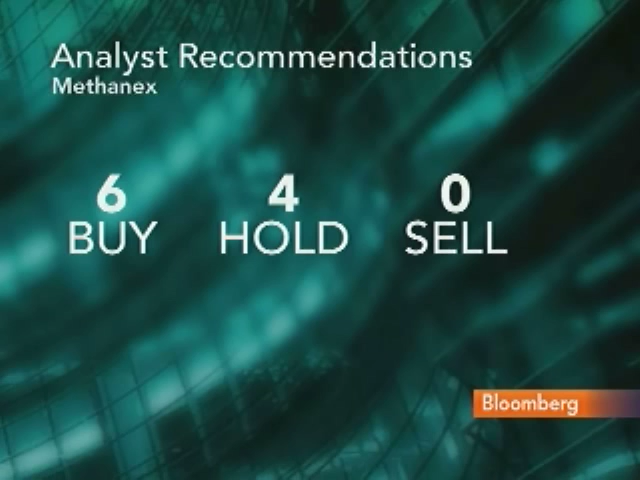 Analyst Recommendations
Methanex
6 4 0
BUY HOLD SELL
Bloomberg